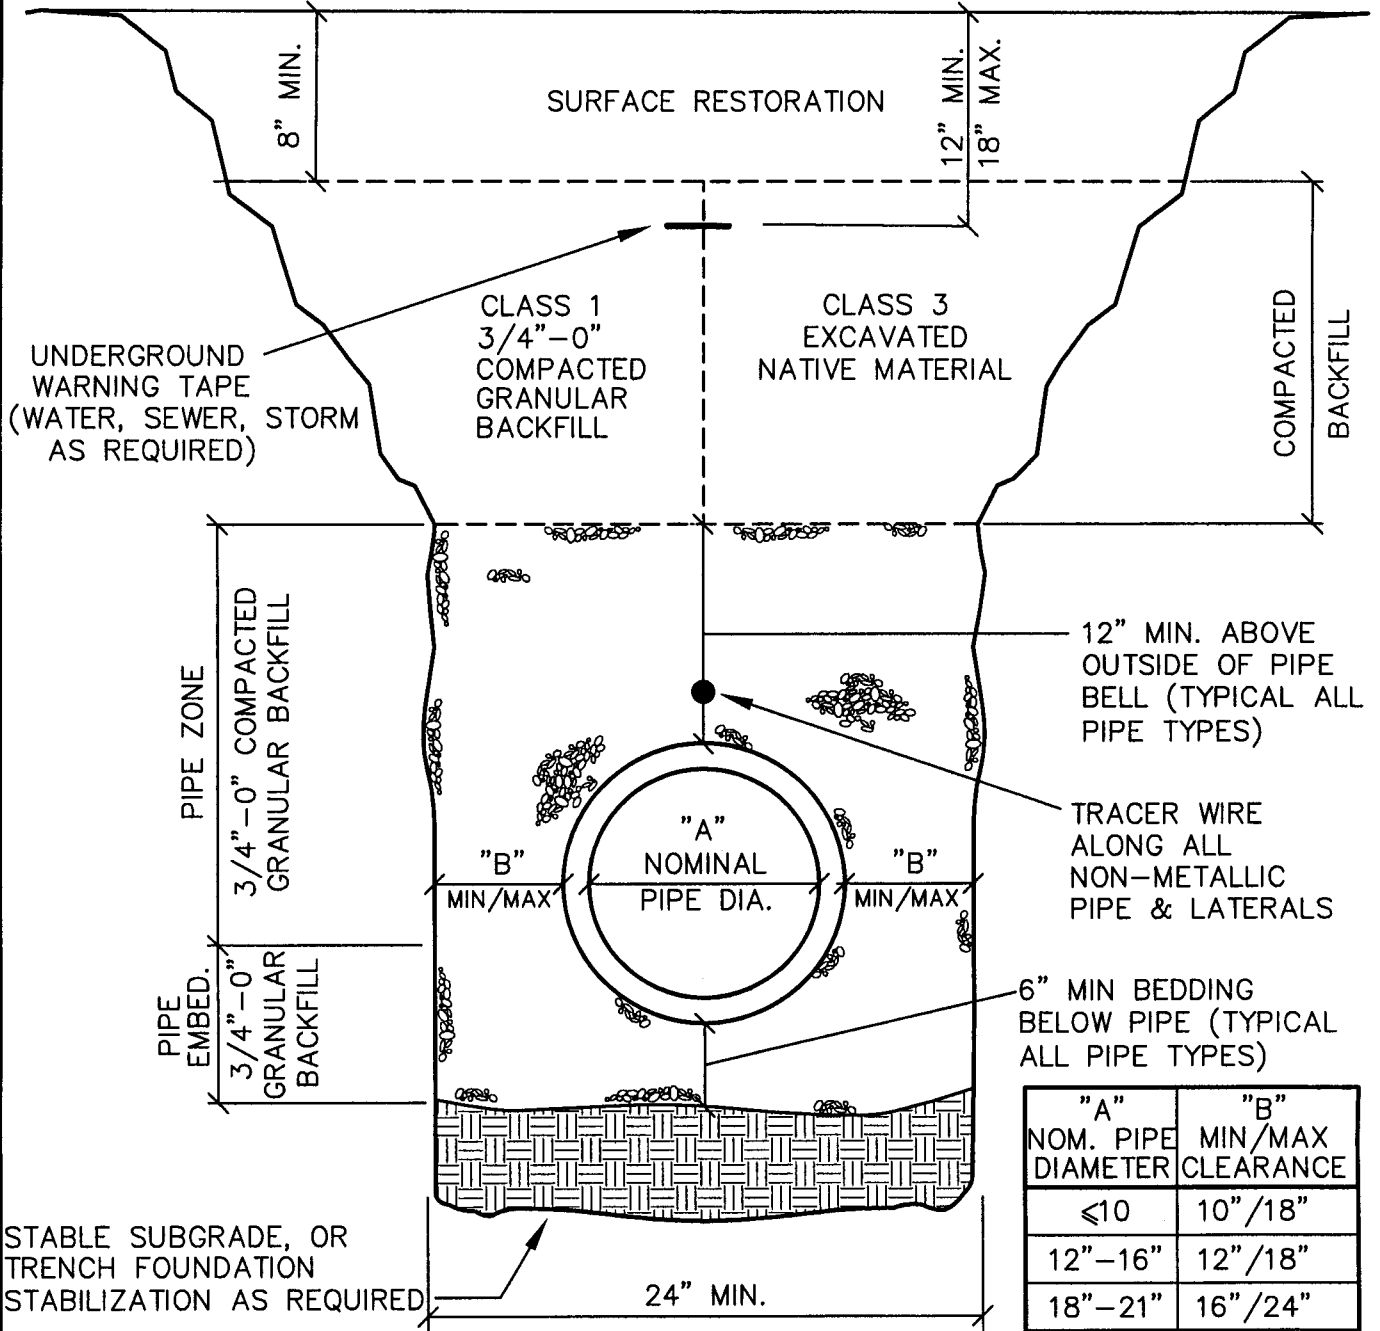 8" MIN.
SURFACE RESTORATION
12" MIN.
18" MAX.
UNDERGROUND
WARNING TAPE
(WATER, SEWER, STORM
AS REQUIRED)
CLASS 1
3/4"-0"
COMPACTED
GRANULAR
BACKFILL
CLASS 3
EXCAVATED
NATIVE MATERIAL
COMPACTED
BACKFILL
PIPE ZONE
3/4"-0" COMPACTED
GRANULAR BACKFILL
12" MIN. ABOVE
OUTSIDE OF PIPE
BELL (TYPICAL ALL
PIPE TYPES)
TRACER WIRE
ALONG ALL
NON-METALLIC
PIPE & LATERALS
"B"
MIN/MAX
"A"
NOMINAL
PIPE DIA.
"B"
MIN/MAX
PIPE
EMBED.
3/4"-0"
GRANULAR
BACKFILL
6" MIN BEDDING
BELOW PIPE (TYPICAL
ALL PIPE TYPES)
STABLE SUBGRADE, OR
TRENCH FOUNDATION
STABILIZATION AS REQUIRED
24" MIN.
"A" "B"
NOM. PIPE MIN/MAX
DIAMETER CLEARANCE
⩽10 10"/18"
12"-16" 12"/18"
18"-21" 16"/24"